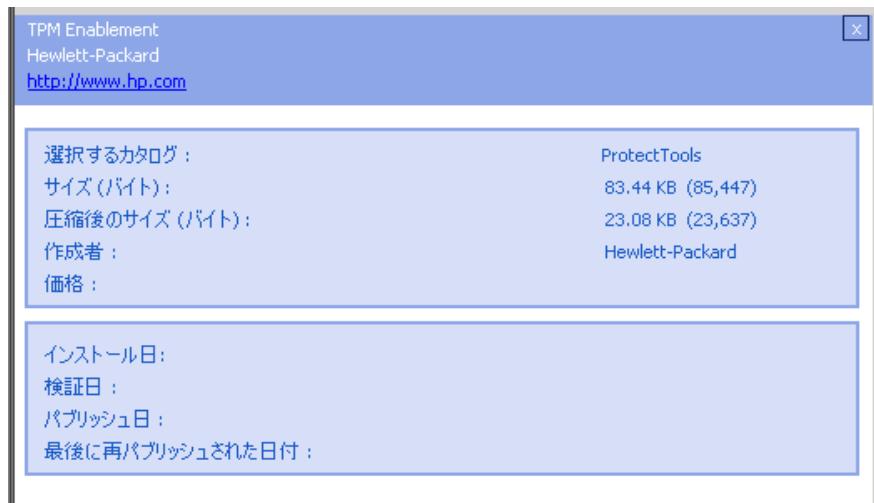 TPM Enablement
x
Hewlett-Packard
http://www.hp.com
選択するカタログ : ProtectTools
サイズ (バイト) : 83.44 KB (85,447)
圧縮後のサイズ (バイト) : 23.08 KB (23,637)
作成者 : Hewlett-Packard
価格 :
インストール日:
検証日 :
パブリッシュ日 :
最後に再パブリッシュされた日付 :